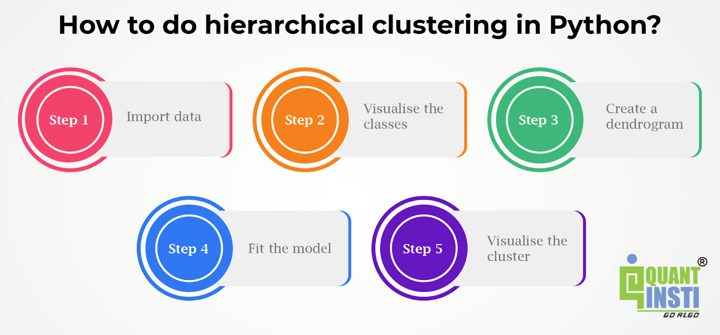 How to do hierarchical clustering in Python?
Step 1
Import data
Step 2
Visualise the
classes
Step 3
Create a
dendrogram
Step 4
Fit the model
Step 5
Visualise the
cluster
QUANT
INSTI
®
GO ALGO